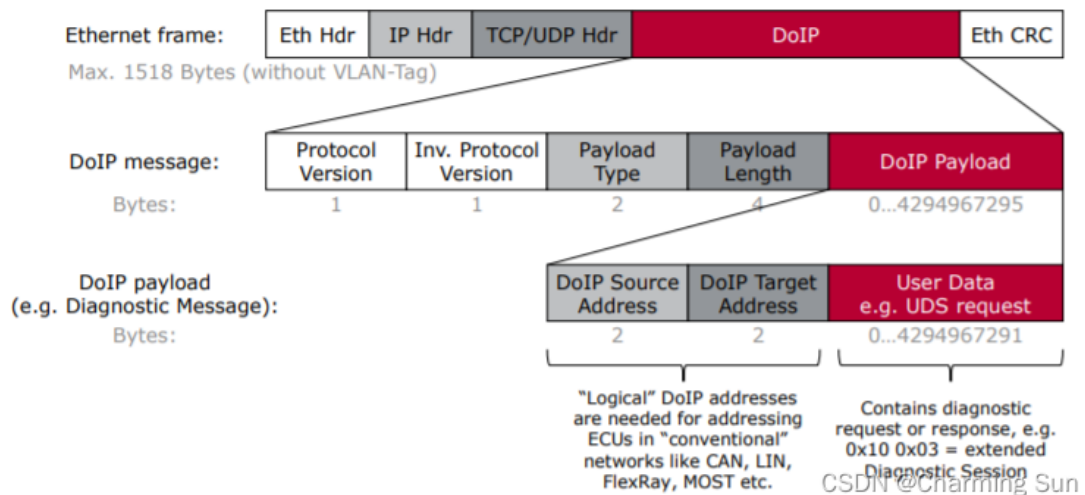 Ethernet frame: Eth Hdr IP Hdr TCP/UDP Hdr DoIP Eth CRC
Max. 1518 Bytes (without VLAN-Tag)
DoIP message: Protocol Version Inv. Protocol Version Payload Type Payload Length DoIP Payload
Bytes: 1 1 2 4 0...4294967295
DoIP payload
(e.g. Diagnostic Message):
DoIP Source Address DoIP Target Address User Data e.g. UDS request
Bytes: 2 2 0...4294967291
“Logical” DoIP addresses
are needed for addressing
ECUs in “conventional”
networks like CAN, LIN,
FlexRay, MOST etc.
Contains diagnostic
request or response, e.g.
0x10 0x03 = extended
Diagnostic Session
CSDN @Charming Sun